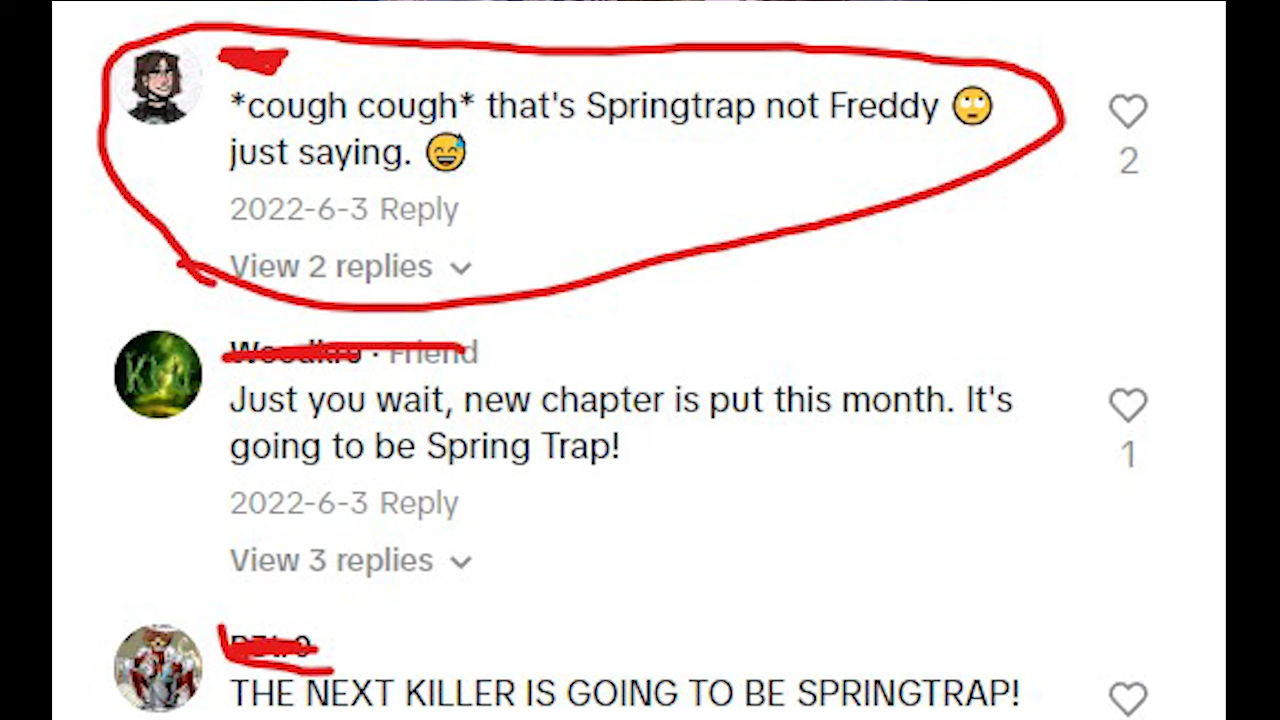 *cough cough* that's Springtrap not Freddy 🙄
just saying. 😅
2
2022-6-3 Reply
View 2 replies
· Friend
Just you wait, new chapter is put this month. It's
going to be Spring Trap!
1
2022-6-3 Reply
View 3 replies
THE NEXT KILLER IS GOING TO BE SPRINGTRAP!